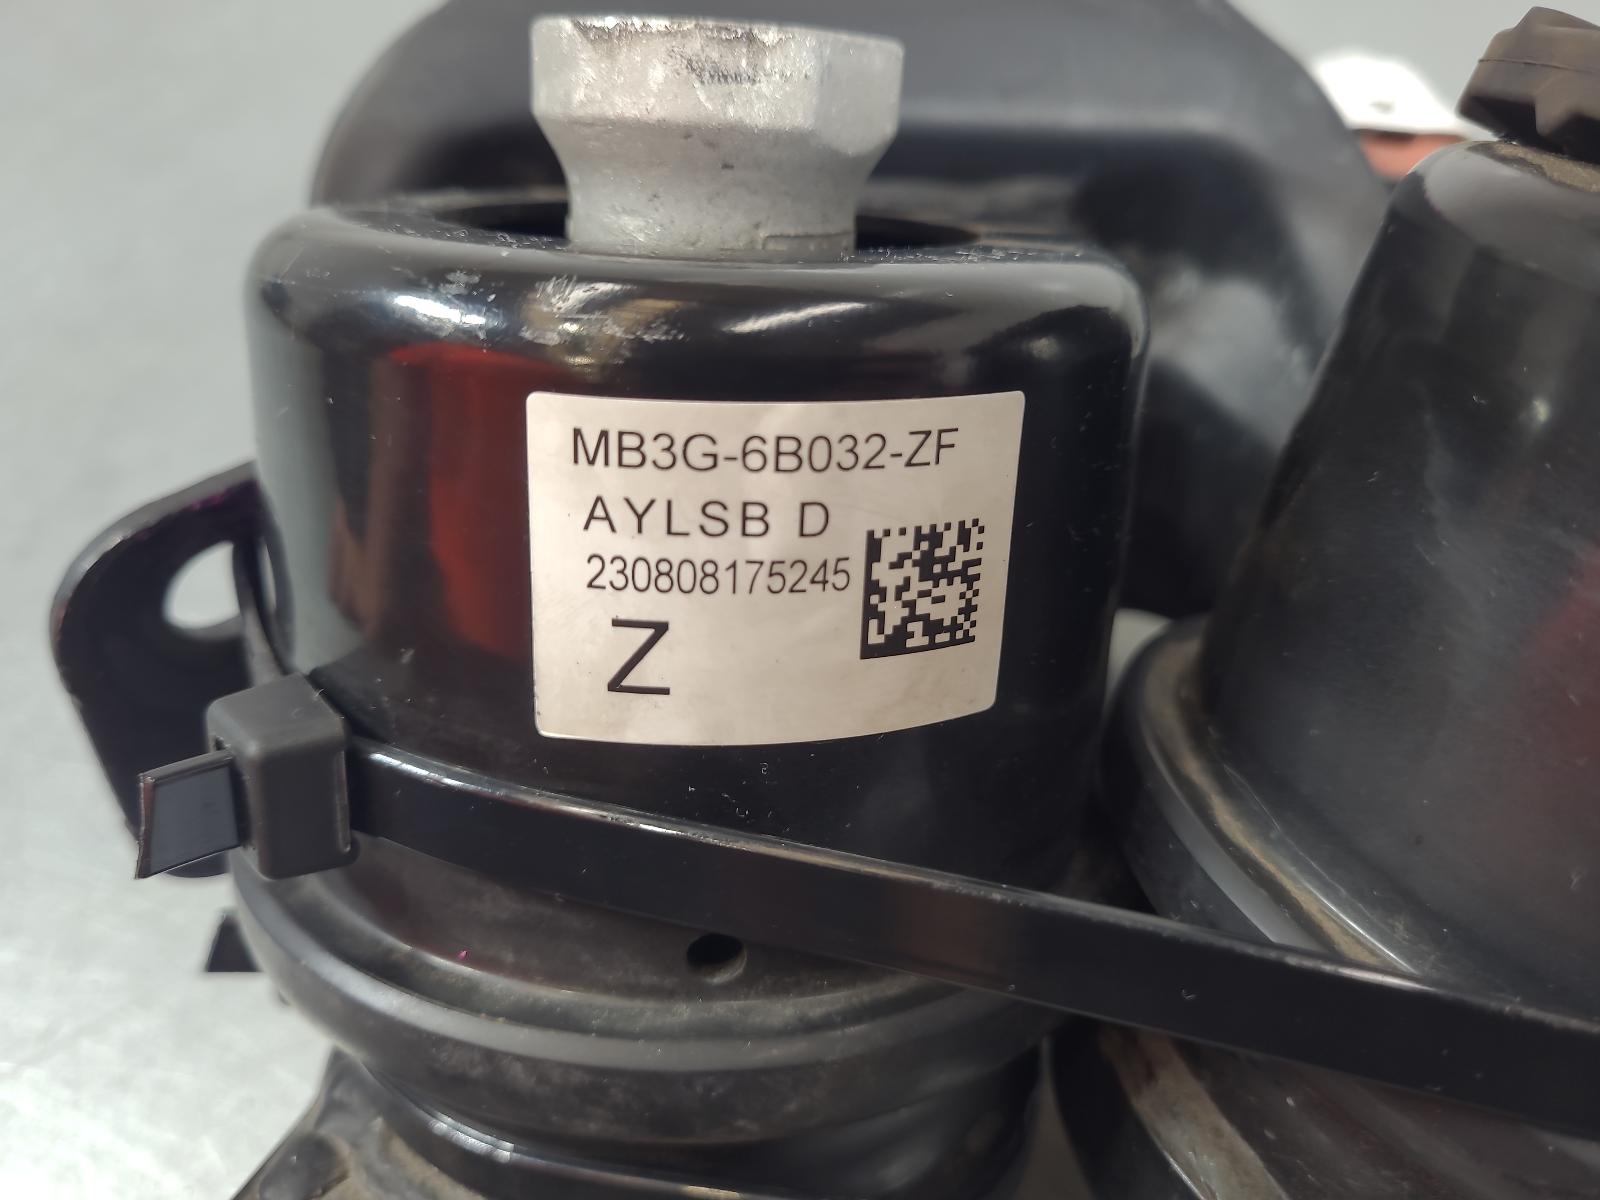 MB3G-6B032-ZF
AYLSB D
230808175245
Z